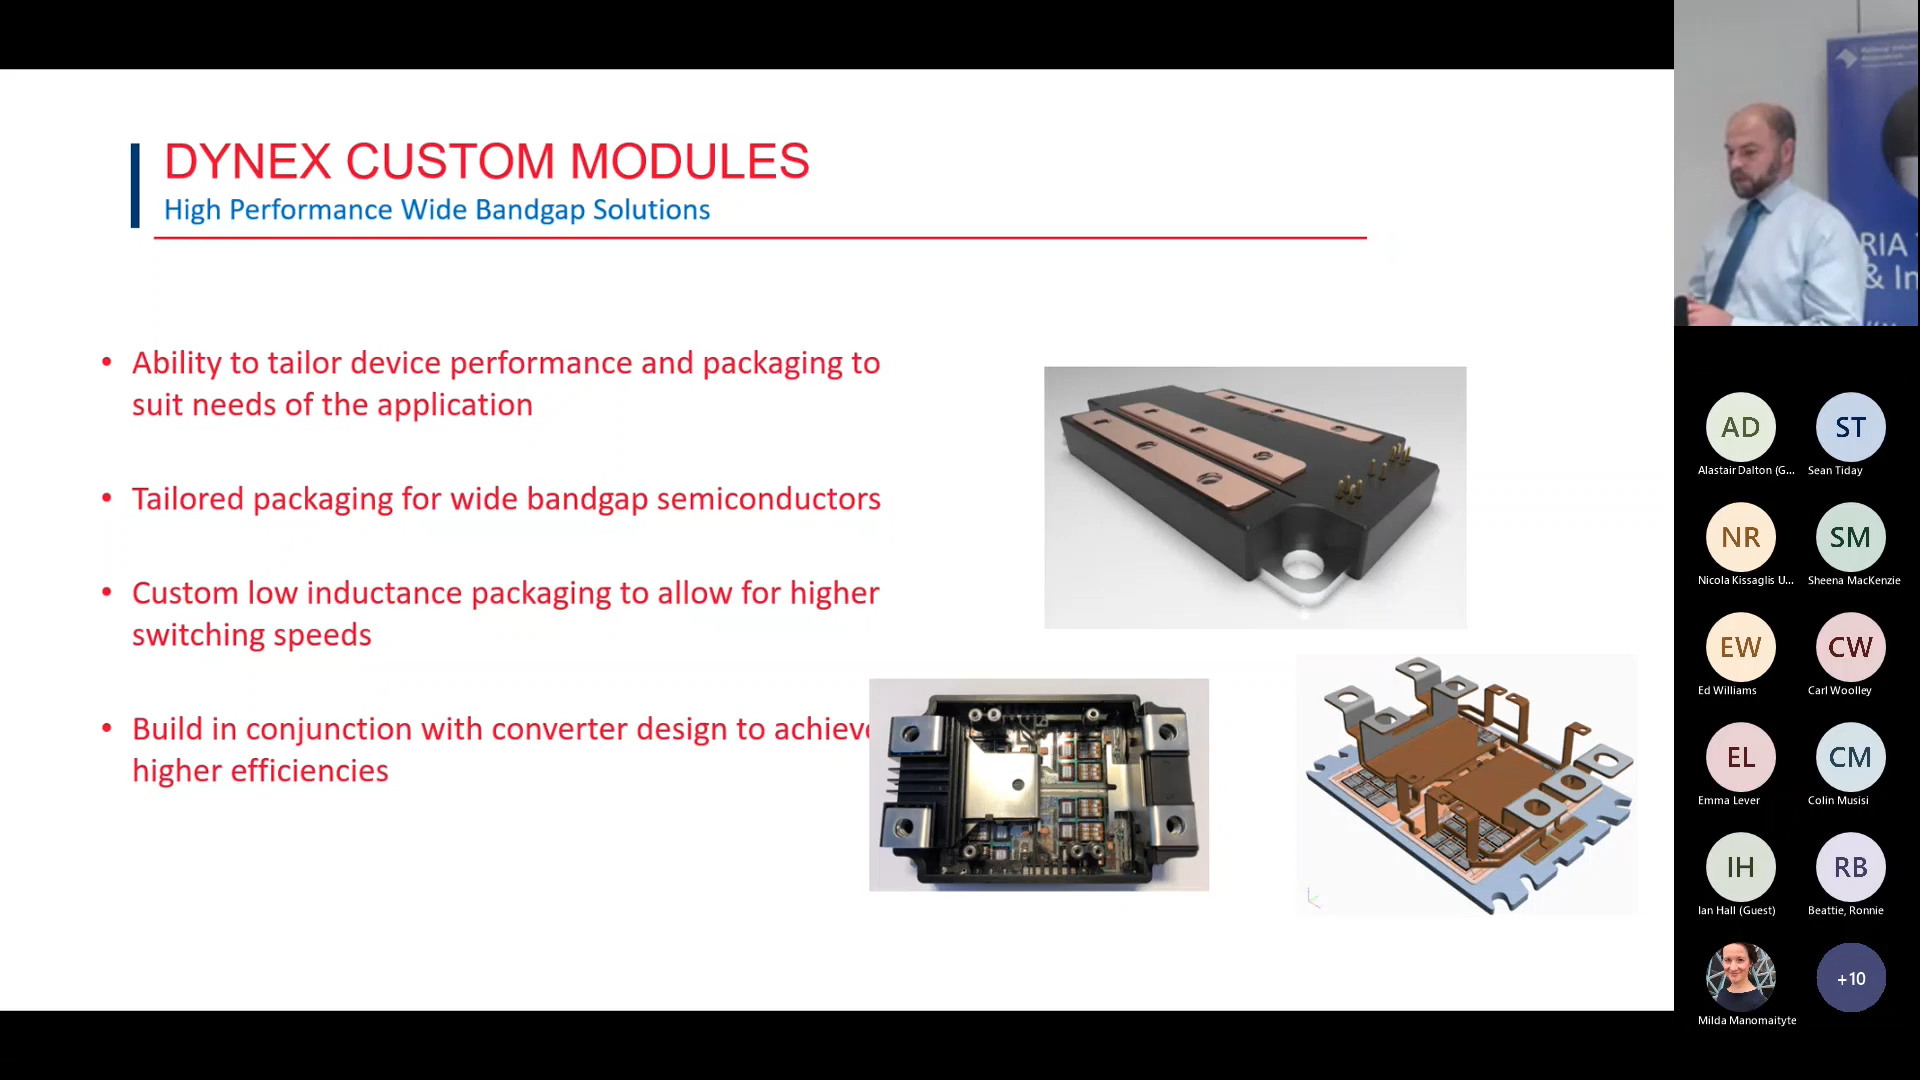 DYNEX CUSTOM MODULES
High Performance Wide Bandgap Solutions
• Ability to tailor device performance and packaging to
suit needs of the application
• Tailored packaging for wide bandgap semiconductors
• Custom low inductance packaging to allow for higher
switching speeds
• Build in conjunction with converter design to achieve
higher efficiencies
RIA
& In
AD
ST
Alastair Dalton (G...
Sean Tiday
NR
SM
Nicola Kissaglis U...
Sheena MacKenzie
EW
CW
Ed Williams
Carl Woolley
EL
CM
Emma Lever
Colin Musisi
IH
RB
Ian Hall (Guest)
Beattie, Ronnie
+10
Milda Manomaityte